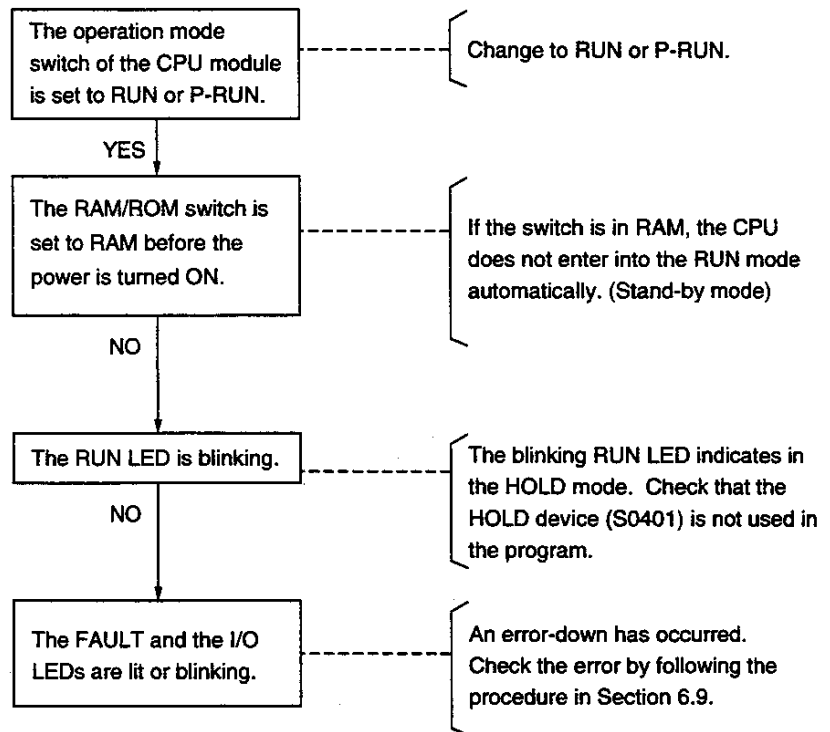 The operation mode
switch of the CPU module
is set to RUN or P-RUN.
Change to RUN or P-RUN.
YES
The RAM/ROM switch is
set to RAM before the
power is turned ON.
If the switch is in RAM, the CPU
does not enter into the RUN mode
automatically. (Stand-by mode)
NO
The RUN LED is blinking.
The blinking RUN LED indicates in
the HOLD mode. Check that the
HOLD device (S0401) is not used in
the program.
NO
The FAULT and the I/O
LEDs are lit or blinking.
An error-down has occurred.
Check the error by following the
procedure in Section 6.9.